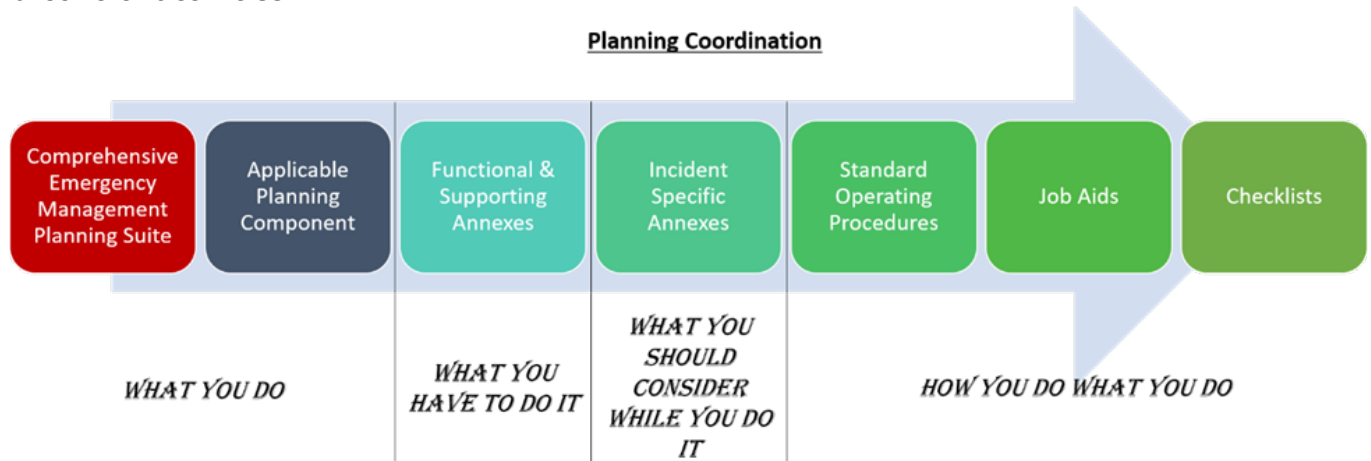 Planning Coordination
Comprehensive
Emergency
Management
Planning Suite
Applicable
Planning
Component
Functional &
Supporting
Annexes
Incident
Specific
Annexes
Standard
Operating
Procedures
Job Aids
Checklists
WHAT YOU DO
WHAT YOU
HAVE TO DO IT
WHAT YOU
SHOULD
CONSIDER
WHILE YOU DO
IT
HOW YOU DO WHAT YOU DO